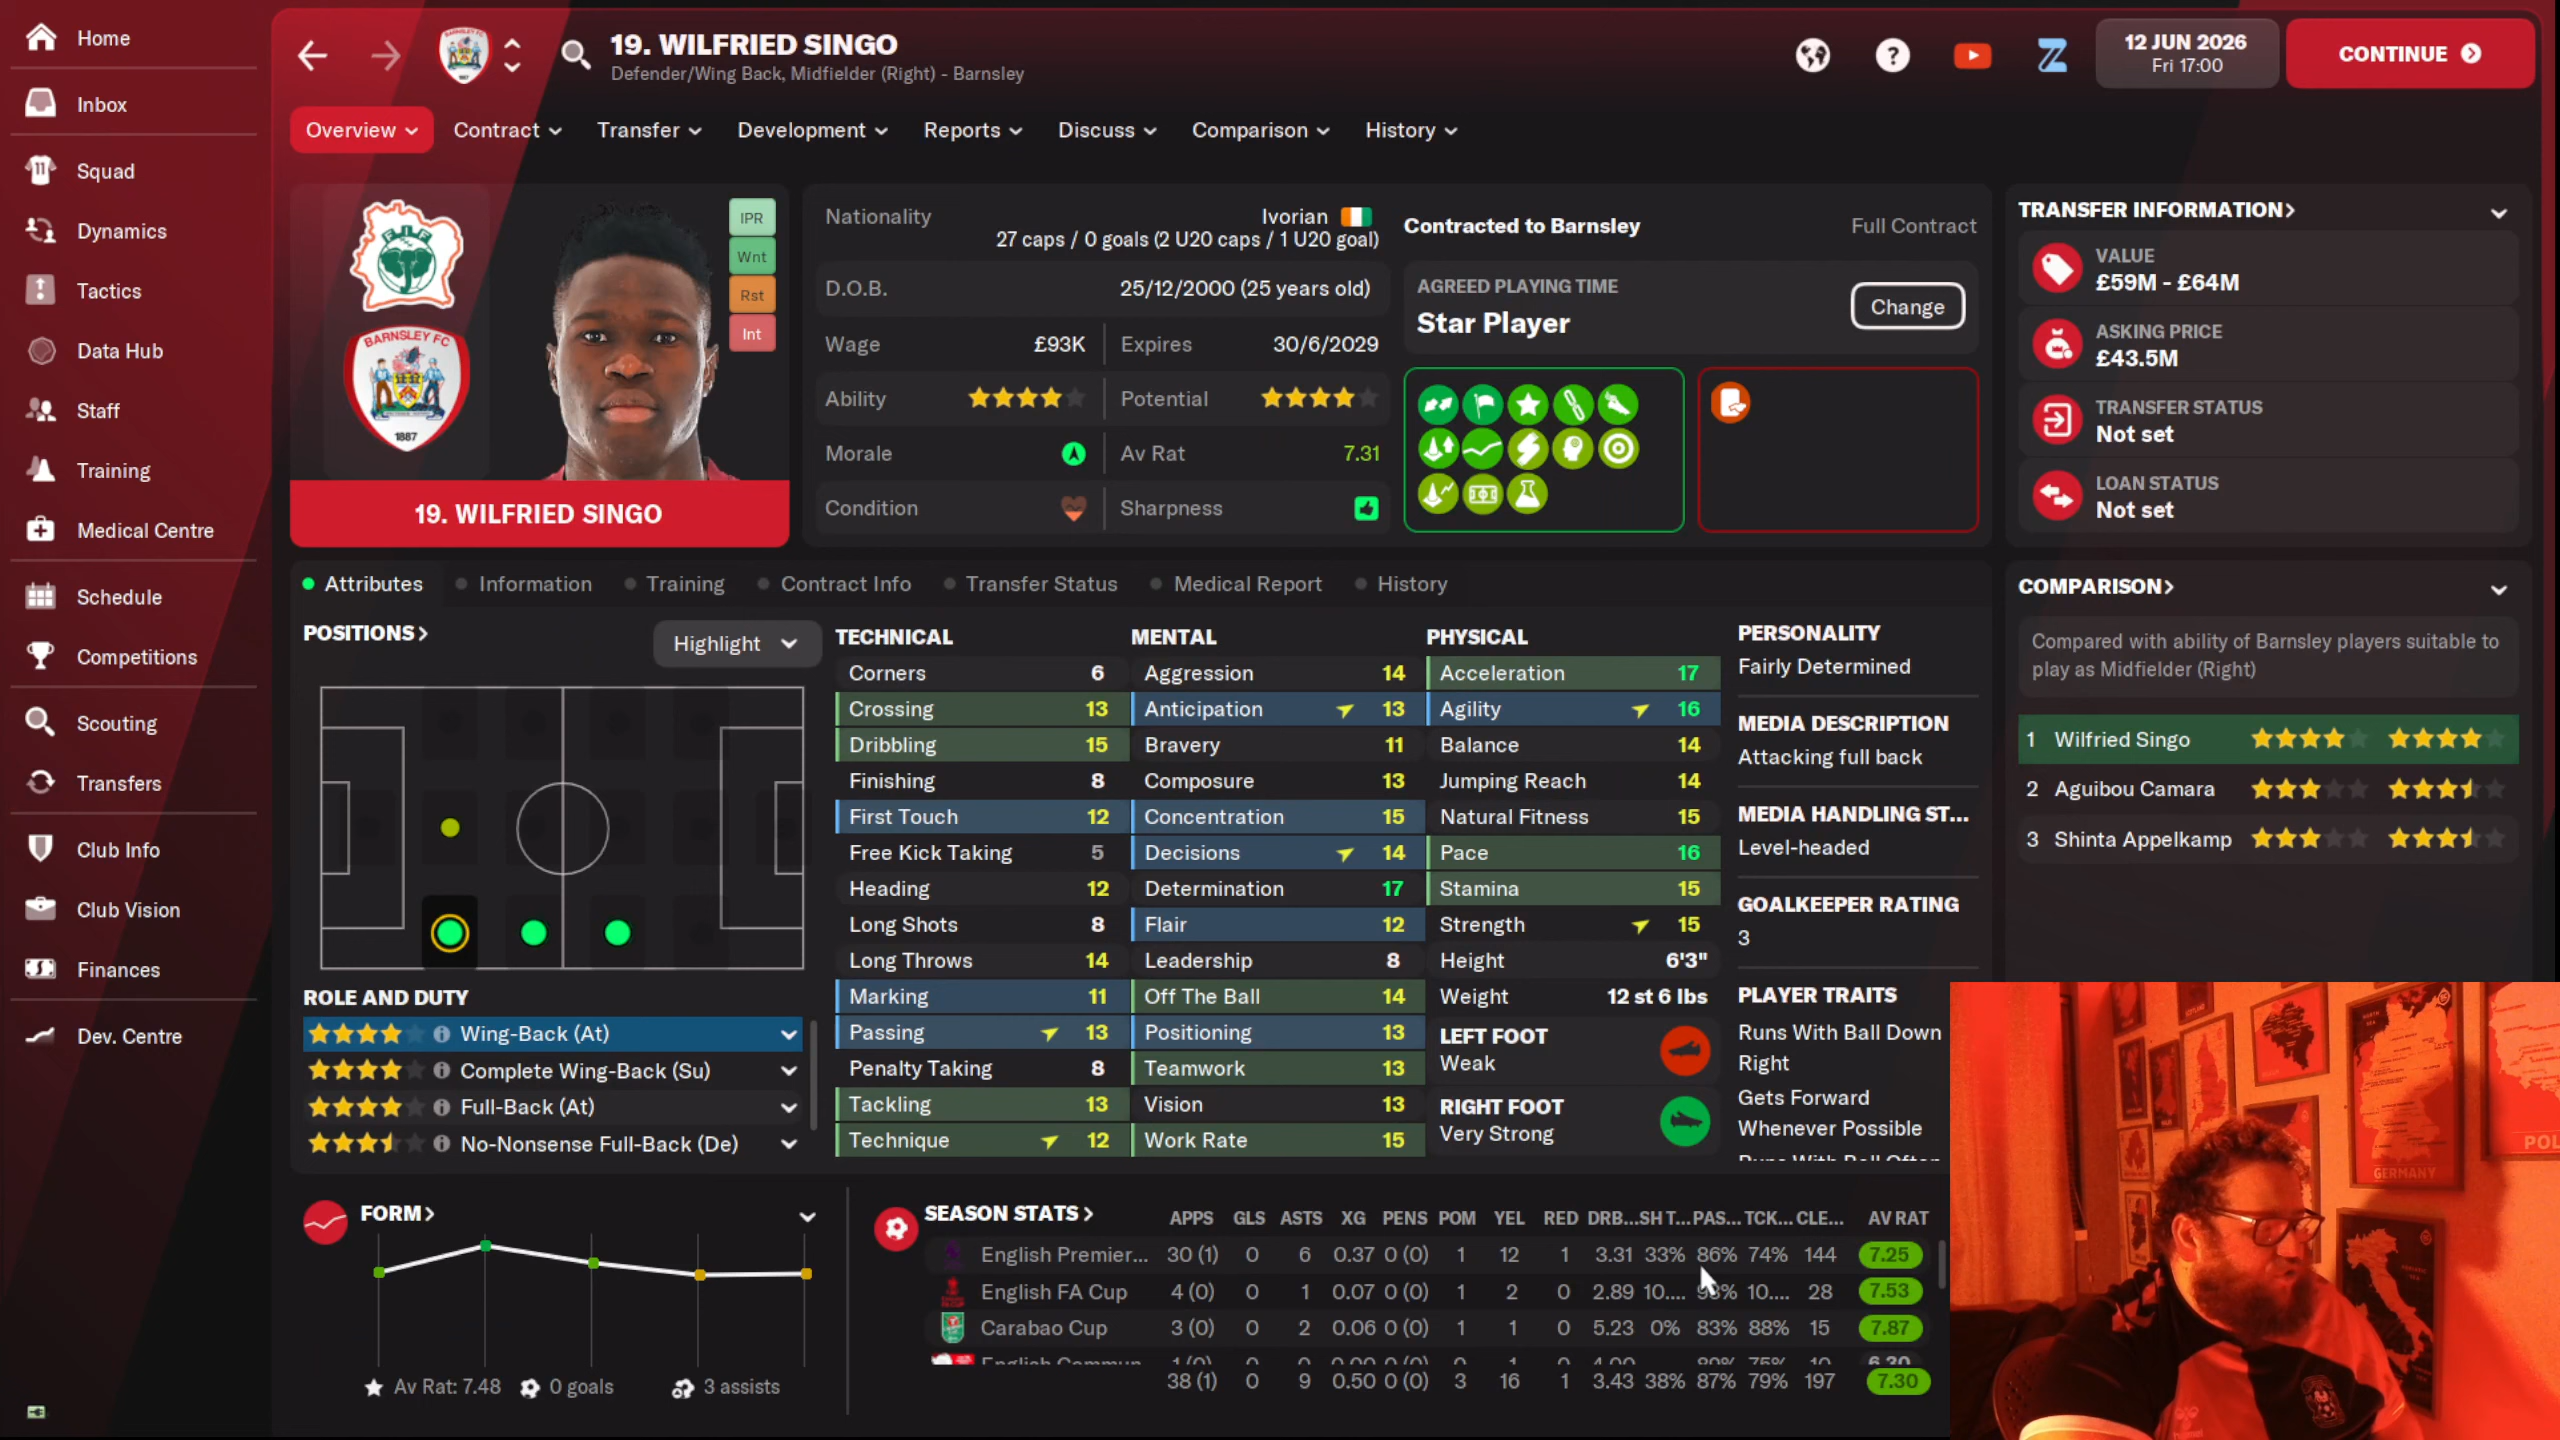 Home
Inbox
Squad
Dynamics
Tactics
Data Hub
Staff
Training
Medical Centre
Schedule
Competitions
Scouting
Transfers
Club Info
Club Vision
Finances
Dev. Centre
19. WILFRIED SINGO
Defender/Wing Back, Midfielder (Right) - Barnsley
12 JUN 2026
Fri 17:00
CONTINUE
Overview Contract Transfer Development Reports Discuss Comparison History
BARNSLEY FC
1887
IPR
Wnt
Rst
Int
19. WILFRIED SINGO
Nationality Ivorian
27 caps / 0 goals (2 U20 caps / 1 U20 goal)
D.O.B. 25/12/2000 (25 years old)
Wage £93K Expires 30/6/2029
Ability Potential
Morale Av Rat 7.31
Condition Sharpness
Contracted to Barnsley Full Contract
AGREED PLAYING TIME
Star Player
Change
TRANSFER INFORMATION>
VALUE
£59M - £64M
ASKING PRICE
£43.5M
TRANSFER STATUS
Not set
LOAN STATUS
Not set
Attributes Information Training Contract Info Transfer Status Medical Report History
POSITIONS>
Highlight
ROLE AND DUTY
Wing-Back (At)
Complete Wing-Back (Su)
Full-Back (At)
No-Nonsense Full-Back (De)
TECHNICAL
Corners 6
Crossing 13
Dribbling 15
Finishing 8
First Touch 12
Free Kick Taking 5
Heading 12
Long Shots 8
Long Throws 14
Marking 11
Passing 13
Penalty Taking 8
Tackling 13
Technique 12
MENTAL
Aggression 14
Anticipation 13
Bravery 11
Composure 13
Concentration 15
Decisions 14
Determination 17
Flair 12
Leadership 8
Off The Ball 14
Positioning 13
Teamwork 13
Vision 13
Work Rate 15
PHYSICAL
Acceleration 17
Agility 16
Balance 14
Jumping Reach 14
Natural Fitness 15
Pace 16
Stamina 15
Strength 15
Height 6'3"
Weight 12 st 6 lbs
LEFT FOOT
Weak
RIGHT FOOT
Very Strong
PERSONALITY
Fairly Determined
MEDIA DESCRIPTION
Attacking full back
MEDIA HANDLING ST...
Level-headed
GOALKEEPER RATING
3
PLAYER TRAITS
Runs With Ball Down
Right
Gets Forward
Whenever Possible
Runs With Ball Often
COMPARISON>
Compared with ability of Barnsley players suitable to
play as Midfielder (Right)
1 Wilfried Singo
2 Aguibou Camara
3 Shinta Appelkamp
FORM>
Av Rat: 7.48 0 goals 3 assists
SEASON STATS > APPS GLS ASTS XG PENS POM YEL RED DRB...SH T...PAS...TCK...CLE... AV RAT
English Premier... 30 (1) 0 6 0.37 0 (0) 1 12 1 3.31 33% 86% 74% 144 7.25
English FA Cup 4 (0) 0 1 0.07 0 (0) 1 2 0 2.89 10.... 10.... 28 7.53
Carabao Cup 3 (0) 0 2 0.06 0 (0) 1 1 0 5.23 0% 83% 88% 15 7.87
38 (1) 0 9 0.50 0 (0) 3 16 1 3.43 38% 87% 79% 197 7.30
GERMANY
POL